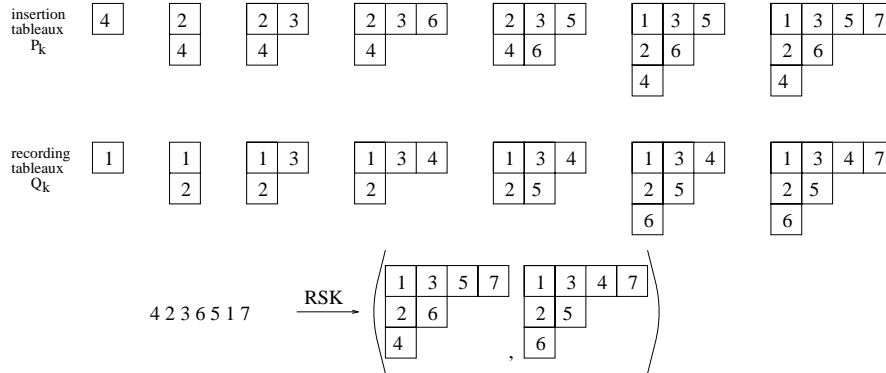 insertion
tableaux
Pk
4 2 2 3 2 3 6 2 3 5 1 3 5 1 3 5 7
4 4 4 4 6 2 6 2 6
4 4
recording
tableaux
Qk
1 1 1 3 1 3 4 1 3 4 1 3 4 1 3 4 7
2 2 2 2 5 2 5 2 5
6 6
4 2 3 6 5 1 7 RSK
1 3 5 7 1 3 4 7
2 6 2 5
4 , 6